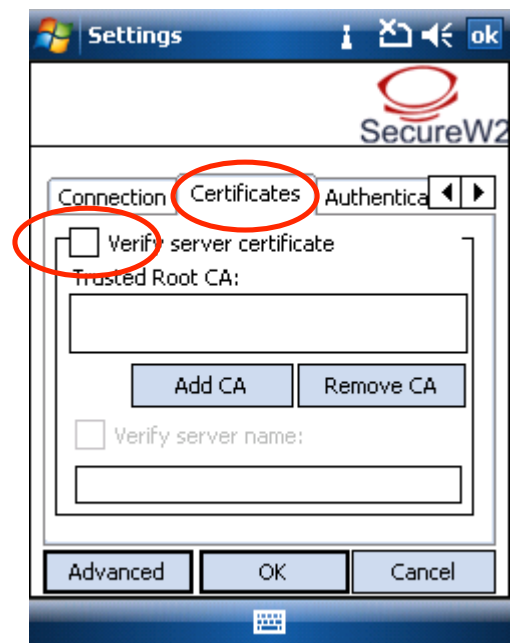 Settings ok
SecureW2
Connection Certificates Authentica
Verify server certificate
Trusted Root CA:
Add CA Remove CA
Verify server name:
Advanced OK Cancel